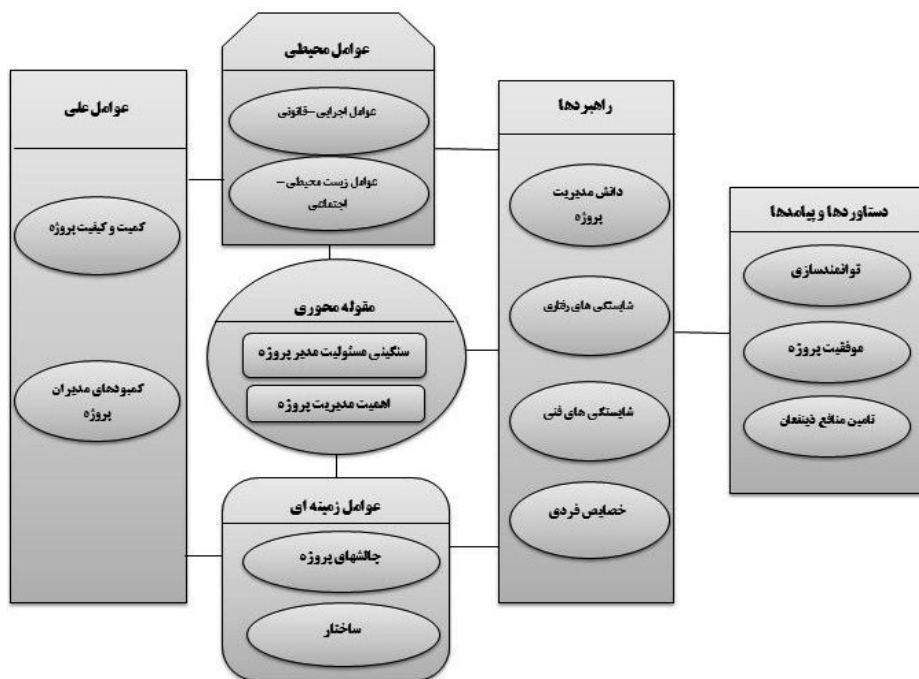 عوامل محیطی
عوامل اجرایی-قانونی
عوامل زیست محیطی-
اجتماعی
عوامل علی
کمیت و کیفیت پروژه
کمبودهای مدیران
پروژه
مقوله محوری
سنگینی مسئولیت مدیر پروژه
اهمیت مدیریت پروژه
عوامل زمینه ای
چالشهای پروژه
ساختار
راهبردها
دانش مدیریت
پروژه
شایستگی های رفتاری
شایستگی های فنی
خصایص فردی
دستاوردها و پیامدها
توانمندسازی
موفقیت پروژه
تامین منافع ذینفعان